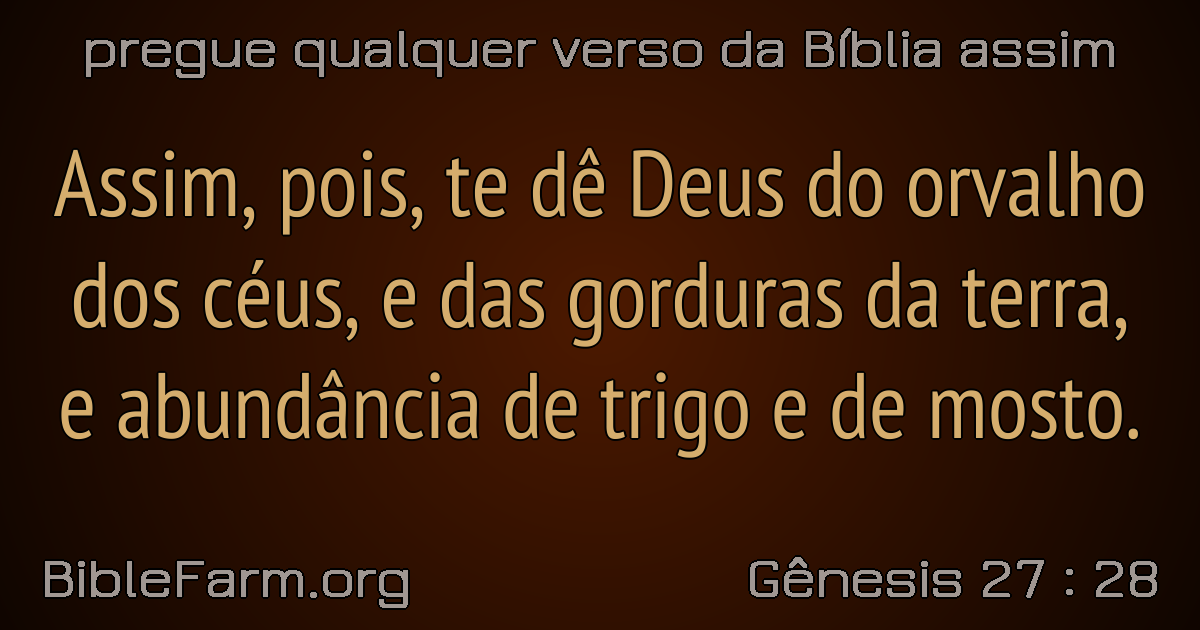 pregue qualquer verso da Bíblia assim
Assim, pois, te dê Deus do orvalho
dos céus, e das gorduras da terra,
e abundância de trigo e de mosto.
BibleFarm.org
Gênesis 27 : 28